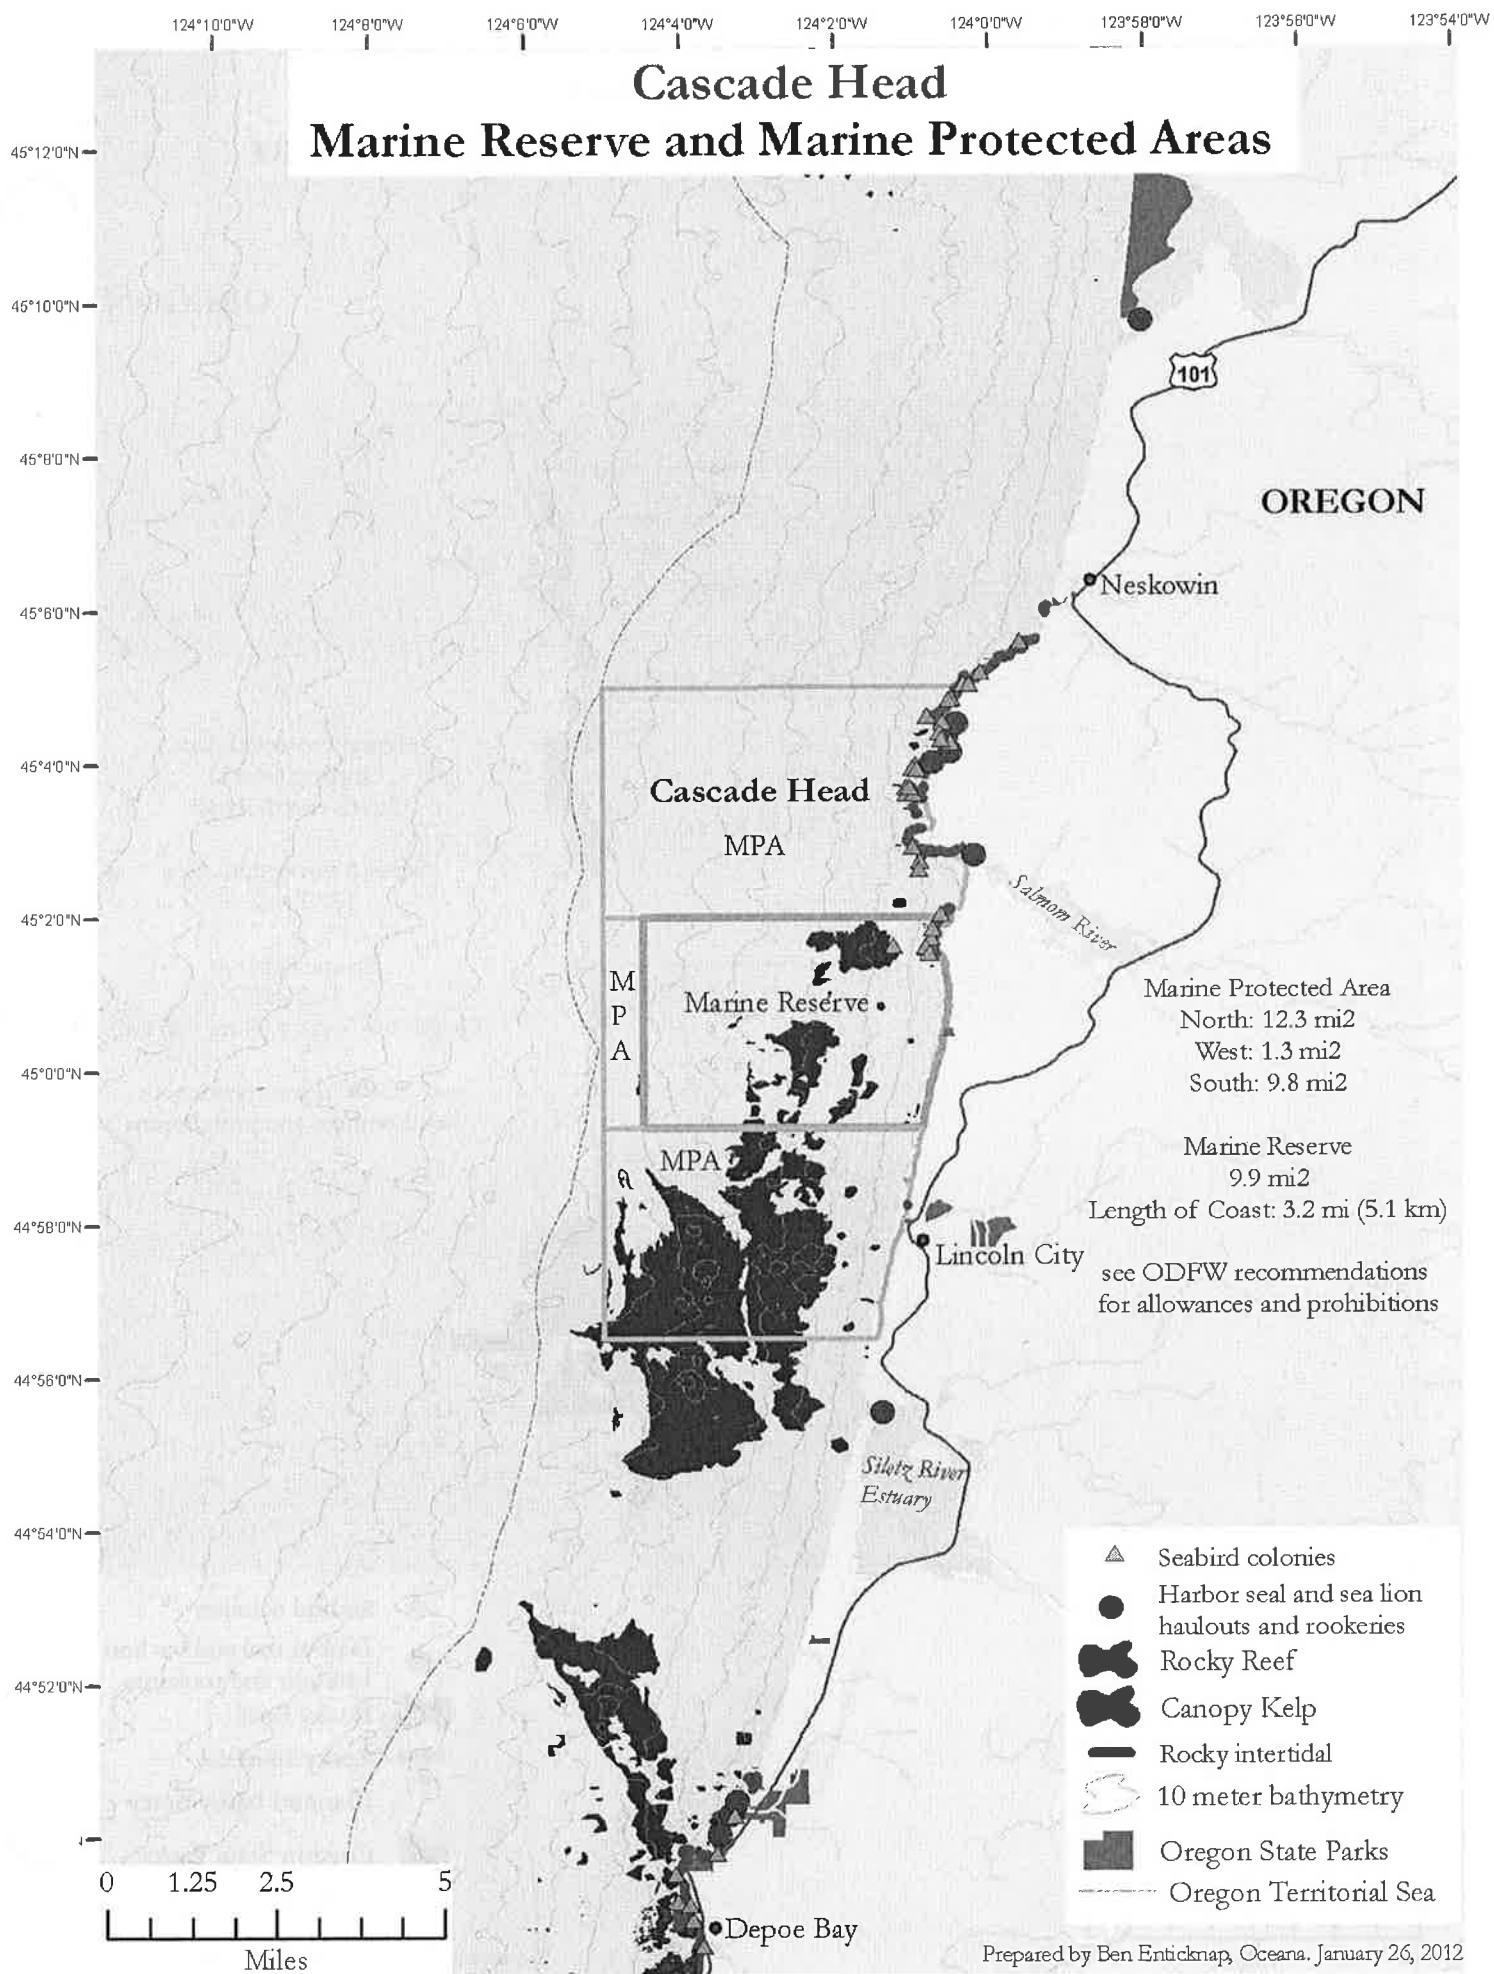 124°10'0"W 124°8'0"W 124°6'0"W 124°4'0"W 124°2'0"W 124°0'0"W 123°58'0"W 123°56'0"W 123°54'0"W
Cascade Head
Marine Reserve and Marine Protected Areas
45°12'0"N
45°10'0"N
101
45°8'0"N
OREGON
Neskowin
45°6'0"N
45°4'0"N
Cascade Head
MPA
Salmom River
45°2'0"N
M
P
A
Marine Reserve
Marine Protected Area
North: 12.3 mi2
West: 1.3 mi2
South: 9.8 mi2
45°0'0"N
MPA
Marine Reserve
9.9 mi2
Length of Coast: 3.2 mi (5.1 km)
44°58'0"N
Lincoln City
see ODFW recommendations
for allowances and prohibitions
44°56'0"N
Siletz River
Estuary
44°54'0"N
44°52'0"N
Seabird colonies
Harbor seal and sea lion
haulouts and rookeries
Rocky Reef
Canopy Kelp
Rocky intertidal
10 meter bathymetry
Oregon State Parks
Oregon Territorial Sea
0 1.25 2.5 5
Miles
Depoe Bay
Prepared by Ben Enticknap, Oceana. January 26, 2012